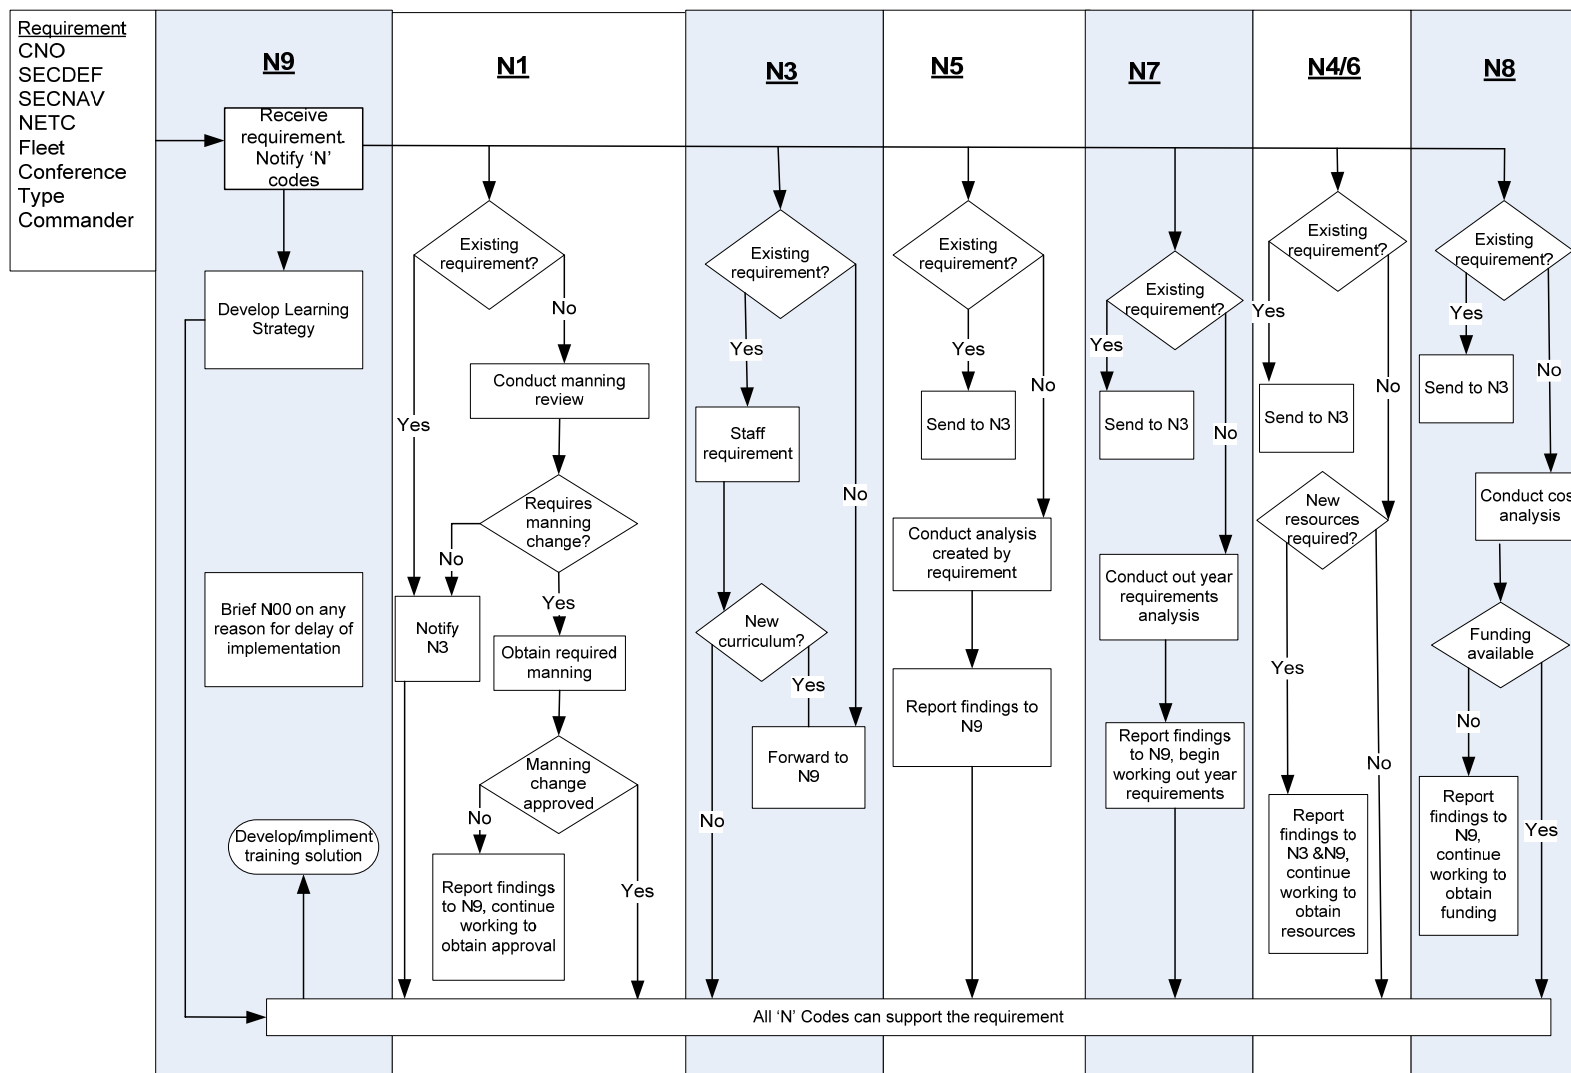 Requirement
CNO
SECDEF
SECNAV
NETC
Fleet
Conference
Type
Commander
N9
Receive
requirement.
Notify ‘N’
codes
Develop Learning
Strategy
Brief N00 on any
reason for delay of
implementation
Develop/impliment
training solution
N1
Existing
requirement?
No
Yes
Conduct manning
review
Requires
manning
change?
No
Yes
Notify
N3
Obtain required
manning
Manning
change
approved
No
Yes
Report findings
to N9, continue
working to
obtain approval
N3
Existing
requirement?
Yes
No
Staff
requirement
New
curriculum?
Yes
No
Forward to
N9
N5
Existing
requirement?
Yes
No
Send to N3
Conduct analysis
created by
requirement
Report findings to
N9
N7
Existing
requirement?
Yes
No
Send to N3
Conduct out year
requirements
analysis
Report findings
to N9, begin
working out year
requirements
N4/6
Existing
requirement?
Yes
No
Send to N3
New
resources
required?
Yes
No
Report
findings to
N3 &N9,
continue
working to
obtain
resources
N8
Existing
requirement?
Yes
No
Send to N3
Conduct cos
analysis
Funding
available
No
Yes
Report
findings to
N9,
continue
working to
obtain
funding
All ‘N’ Codes can support the requirement